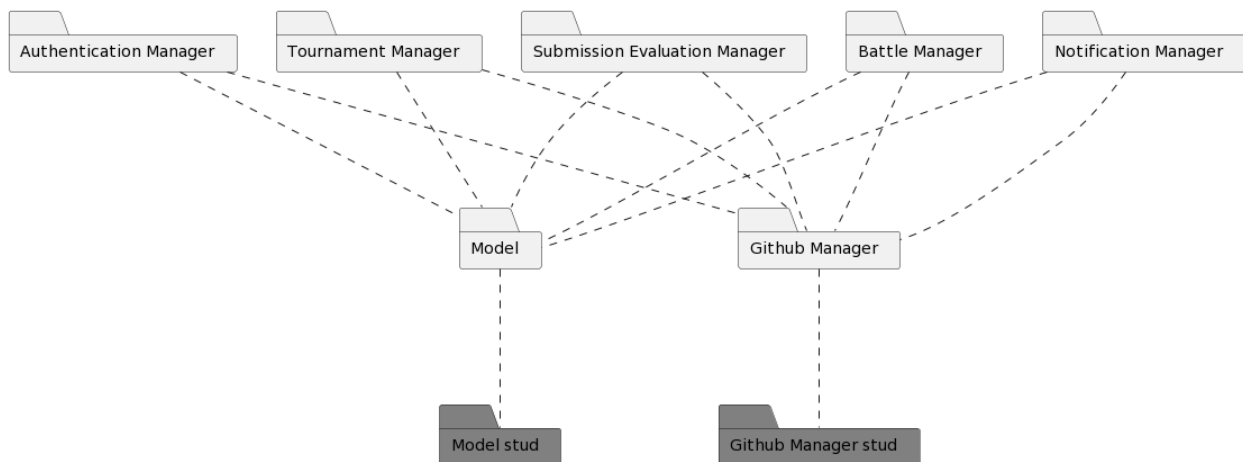 Authentication Manager
Tournament Manager
Submission Evaluation Manager
Battle Manager
Notification Manager
Model
Github Manager
Model stud
Github Manager stud